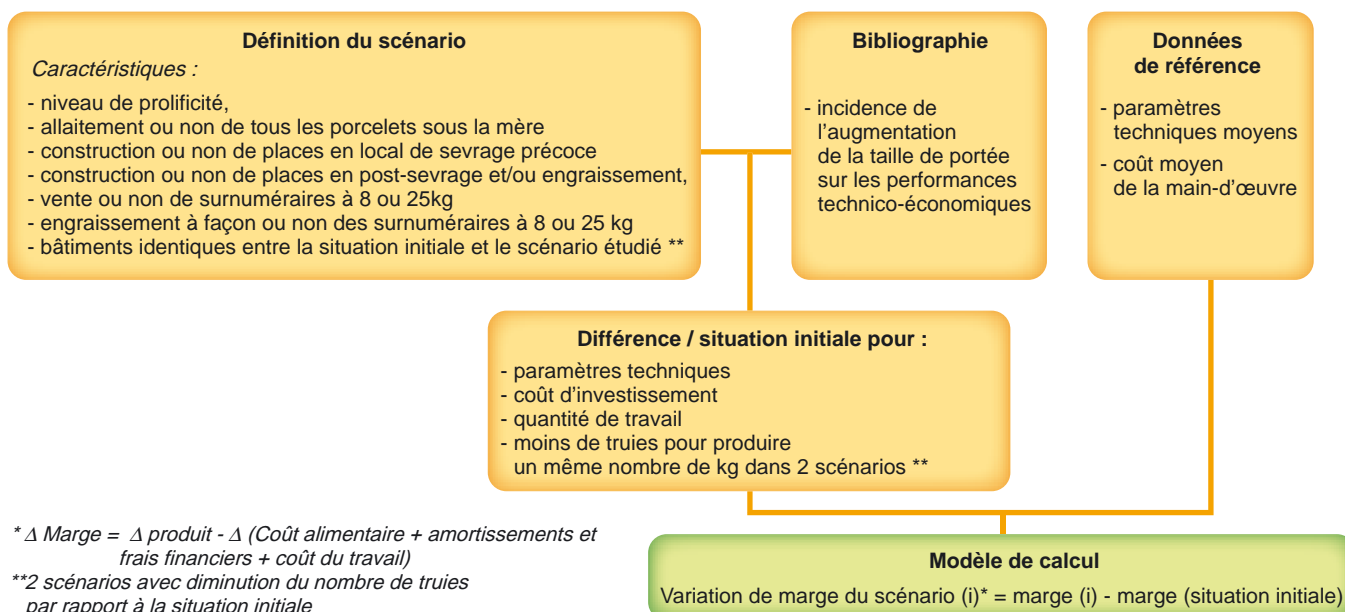 Définition du scénario
Caractéristiques :
- niveau de prolificité,
- allaitement ou non de tous les porcelets sous la mère
- construction ou non de places en local de sevrage précoce
- construction ou non de places en post-sevrage et/ou engraissement,
- vente ou non de surnuméraires à 8 ou 25kg
- engraissement à façon ou non des surnuméraires à 8 ou 25 kg
- bâtiments identiques entre la situation initiale et le scénario étudié **
Bibliographie
- incidence de
l'augmentation
de la taille de portée
sur les performances
technico-économiques
Données
de référence
- paramètres
techniques moyens
- coût moyen
de la main-d'œuvre
Différence / situation initiale pour :
- paramètres techniques
- coût d'investissement
- quantité de travail
- moins de truies pour produire
un même nombre de kg dans 2 scénarios **
* Δ Marge = Δ produit - Δ (Coût alimentaire + amortissements et
frais financiers + coût du travail)
**2 scénarios avec diminution du nombre de truies
par rapport à la situation initiale
Modèle de calcul
Variation de marge du scénario (i)* = marge (i) - marge (situation initiale)